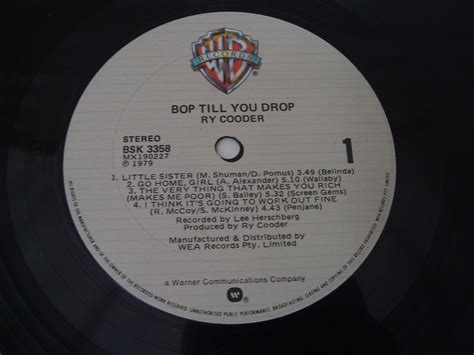 WB
RECORDS
BOP TILL YOU DROP
RY COODER
STEREO
BSK 3358
MX190227
℗ 1979
1
1. LITTLE SISTER (M. Shuman/D. Pomus) 3.49 (Belinda)
2. GO HOME, GIRL (A. Alexander) 5.10 (Wallaby)
3. THE VERY THING THAT MAKES YOU RICH
(MAKES ME POOR) (S. Bailey) 5.32 (Screen Gems)
4. I THINK IT'S GOING TO WORK OUT FINE
(R. McCoy/S. McKinney) 4.43 (Penjane)
Recorded by Lee Herschberg
Produced by Ry Cooder
Manufactured & Distributed by
WEA Records Pty. Limited
a Warner Communications Company